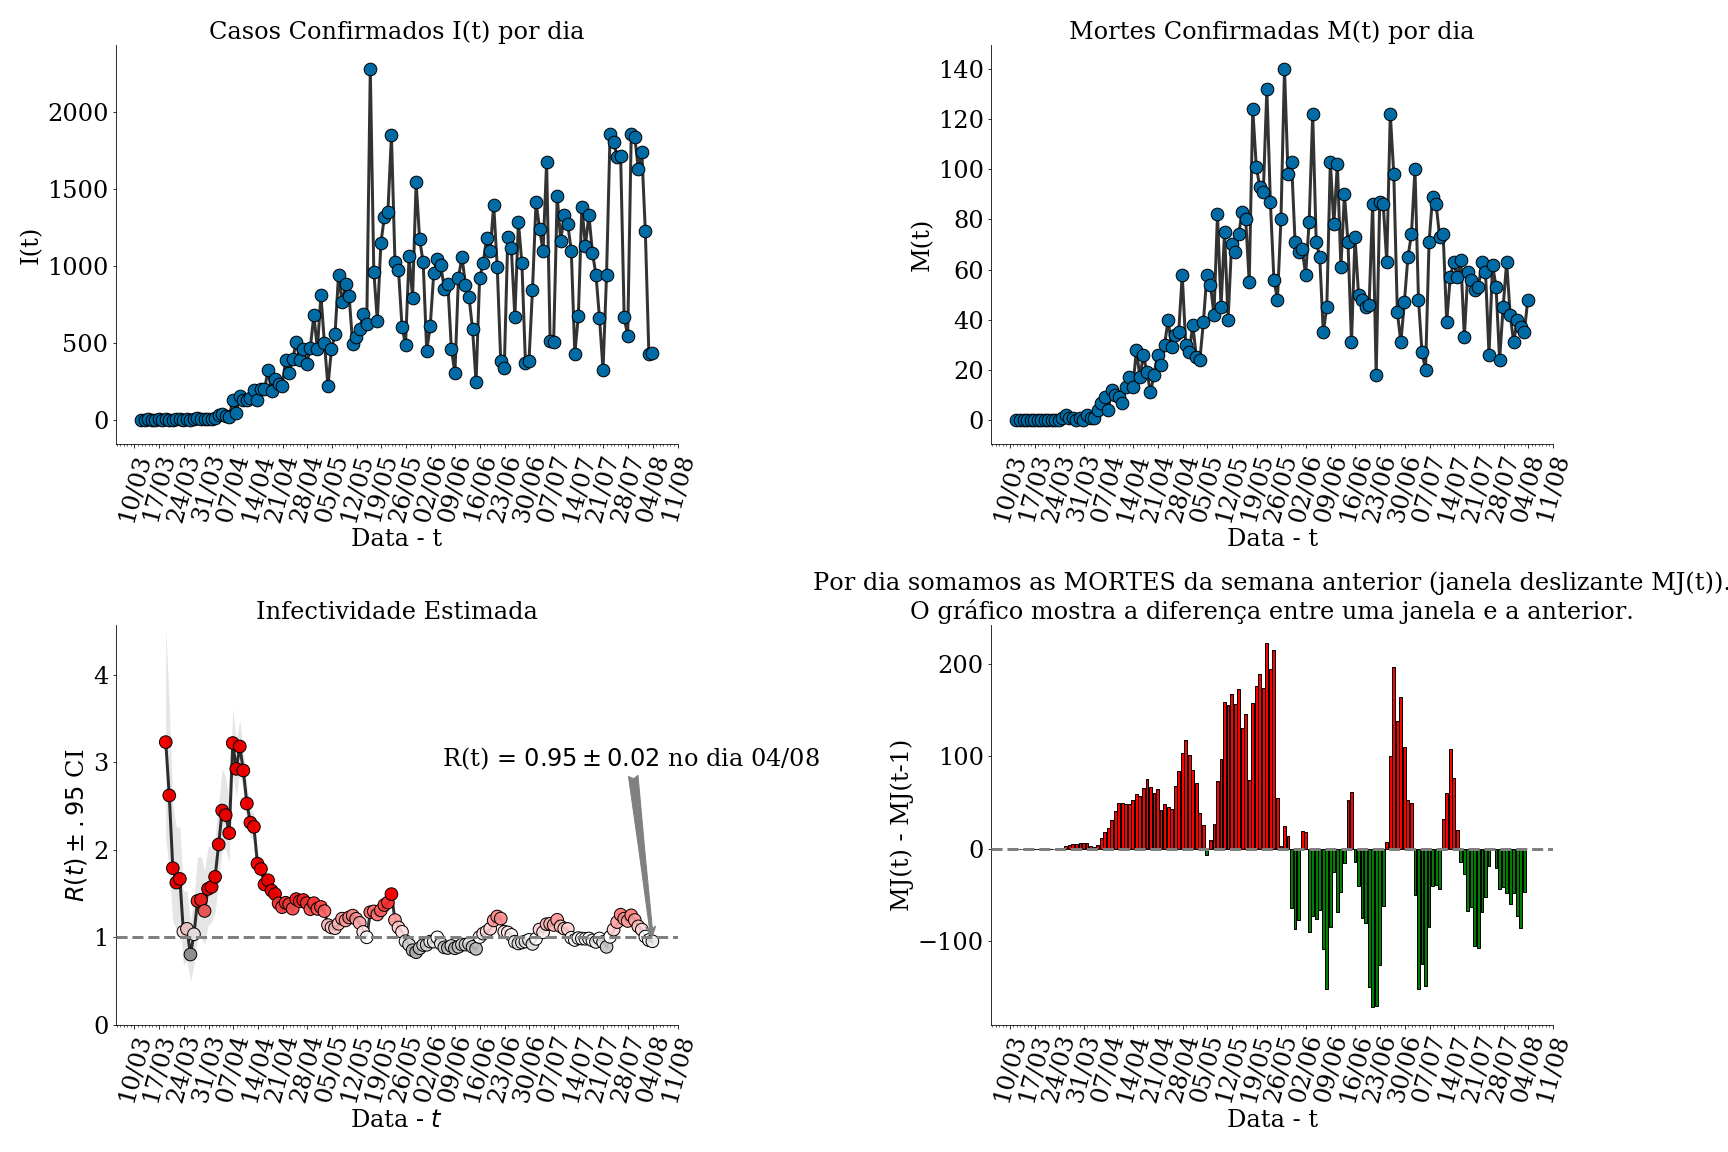 Casos Confirmados I(t) por dia
I(t)
2000
1500
1000
500
0
10/03 17/03 24/03 31/03 07/04 14/04 21/04 28/04 05/05 12/05 19/05 26/05 02/06 09/06 16/06 23/06 30/06 07/07 14/07 21/07 28/07 04/08 11/08
Data - t
Mortes Confirmadas M(t) por dia
M(t)
140
120
100
80
60
40
20
0
10/03 17/03 24/03 31/03 07/04 14/04 21/04 28/04 05/05 12/05 19/05 26/05 02/06 09/06 16/06 23/06 30/06 07/07 14/07 21/07 28/07 04/08 11/08
Data - t
Infectividade Estimada
R(t) ± .95 CI
4
3
2
1
0
R(t) = 0.95 ± 0.02 no dia 04/08
10/03 17/03 24/03 31/03 07/04 14/04 21/04 28/04 05/05 12/05 19/05 26/05 02/06 09/06 16/06 23/06 30/06 07/07 14/07 21/07 28/07 04/08 11/08
Data - t
Por dia somamos as MORTES da semana anterior (janela deslizante MJ(t)).
O gráfico mostra a diferença entre uma janela e a anterior.
MJ(t) - MJ(t-1)
200
100
0
−100
10/03 17/03 24/03 31/03 07/04 14/04 21/04 28/04 05/05 12/05 19/05 26/05 02/06 09/06 16/06 23/06 30/06 07/07 14/07 21/07 28/07 04/08 11/08
Data - t